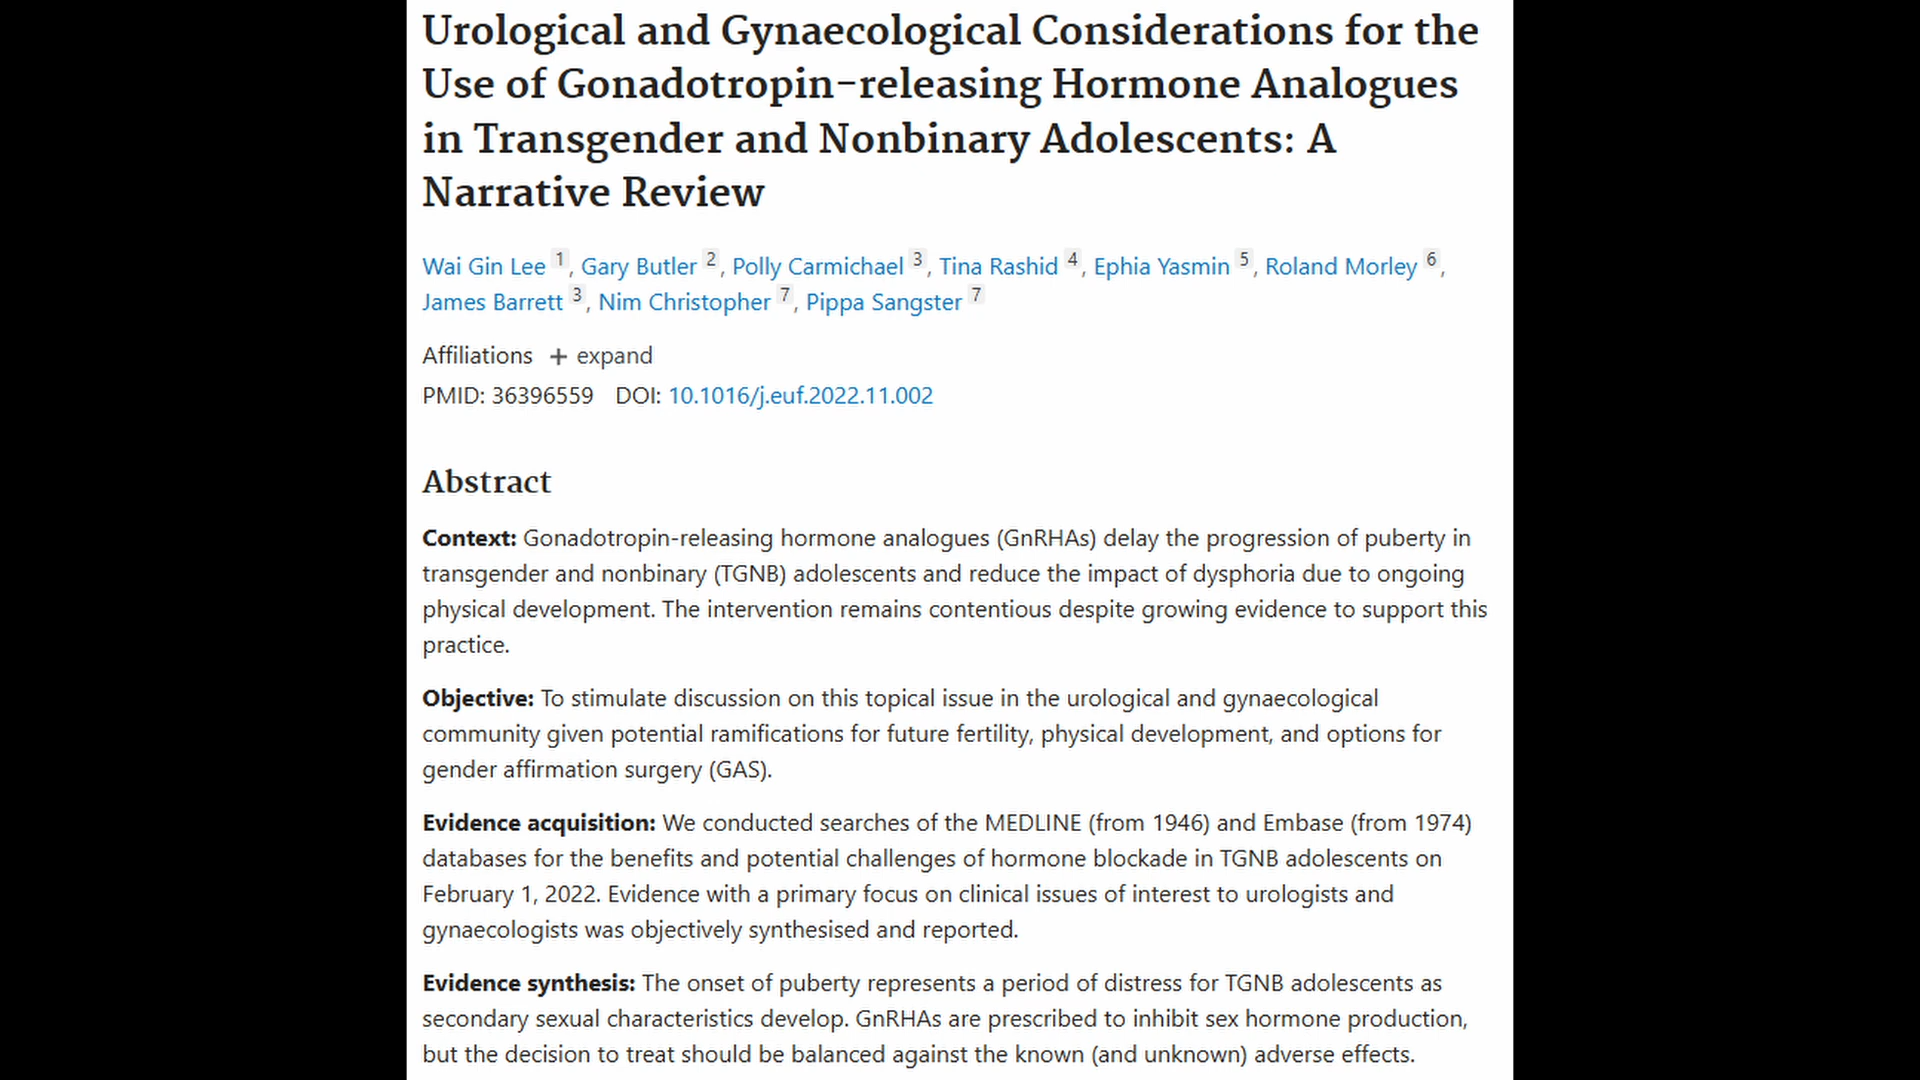 Urological and Gynaecological Considerations for the
Use of Gonadotropin-releasing Hormone Analogues
in Transgender and Nonbinary Adolescents: A
Narrative Review
Wai Gin Lee 1, Gary Butler 2, Polly Carmichael 3, Tina Rashid 4, Ephia Yasmin 5, Roland Morley 6,
James Barrett 3, Nim Christopher 7, Pippa Sangster 7
Affiliations + expand
PMID: 36396559 DOI: 10.1016/j.euf.2022.11.002
Abstract
Context: Gonadotropin-releasing hormone analogues (GnRHAs) delay the progression of puberty in
transgender and nonbinary (TGNB) adolescents and reduce the impact of dysphoria due to ongoing
physical development. The intervention remains contentious despite growing evidence to support this
practice.
Objective: To stimulate discussion on this topical issue in the urological and gynaecological
community given potential ramifications for future fertility, physical development, and options for
gender affirmation surgery (GAS).
Evidence acquisition: We conducted searches of the MEDLINE (from 1946) and Embase (from 1974)
databases for the benefits and potential challenges of hormone blockade in TGNB adolescents on
February 1, 2022. Evidence with a primary focus on clinical issues of interest to urologists and
gynaecologists was objectively synthesised and reported.
Evidence synthesis: The onset of puberty represents a period of distress for TGNB adolescents as
secondary sexual characteristics develop. GnRHAs are prescribed to inhibit sex hormone production,
but the decision to treat should be balanced against the known (and unknown) adverse effects.